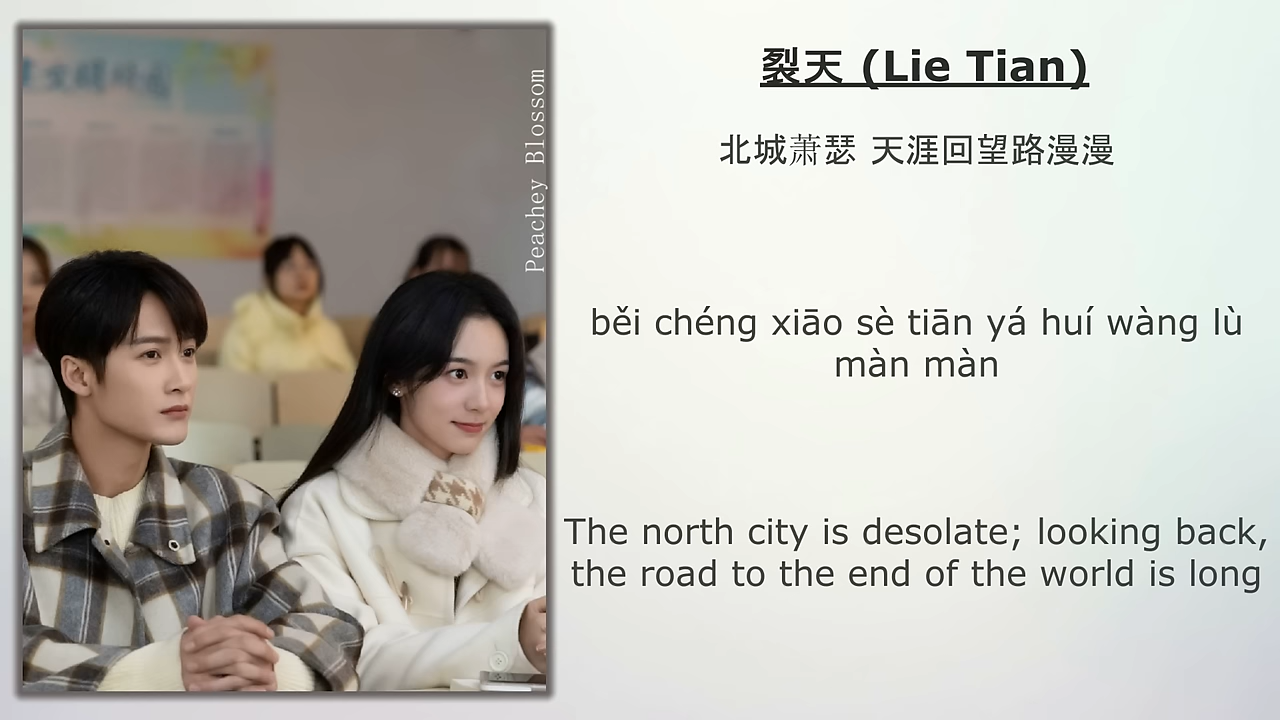 裂天 (Lie Tian)
北城萧瑟 天涯回望路漫漫
běi chéng xiāo sè tiān yá huí wàng lù
màn màn
The north city is desolate; looking back,
the road to the end of the world is long
Peachey Blossom